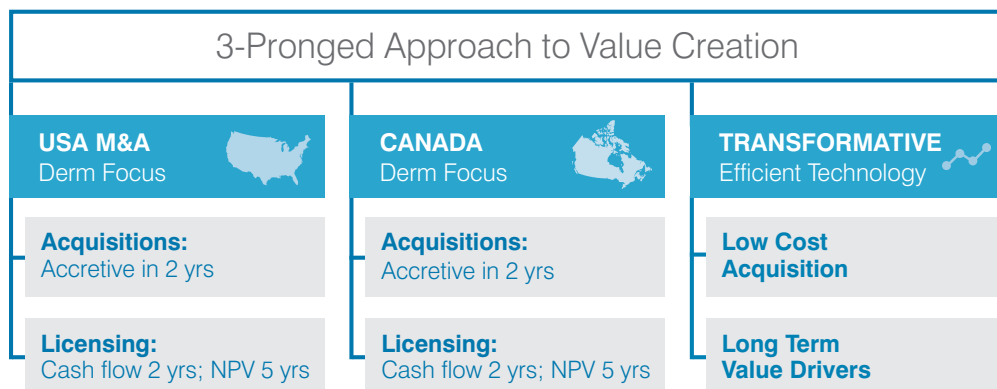 3-Pronged Approach to Value Creation
USA M&A
Derm Focus
Acquisitions:
Accretive in 2 yrs
Licensing:
Cash flow 2 yrs; NPV 5 yrs
CANADA
Derm Focus
Acquisitions:
Accretive in 2 yrs
Licensing:
Cash flow 2 yrs; NPV 5 yrs
TRANSFORMATIVE
Efficient Technology
Low Cost
Acquisition
Long Term
Value Drivers